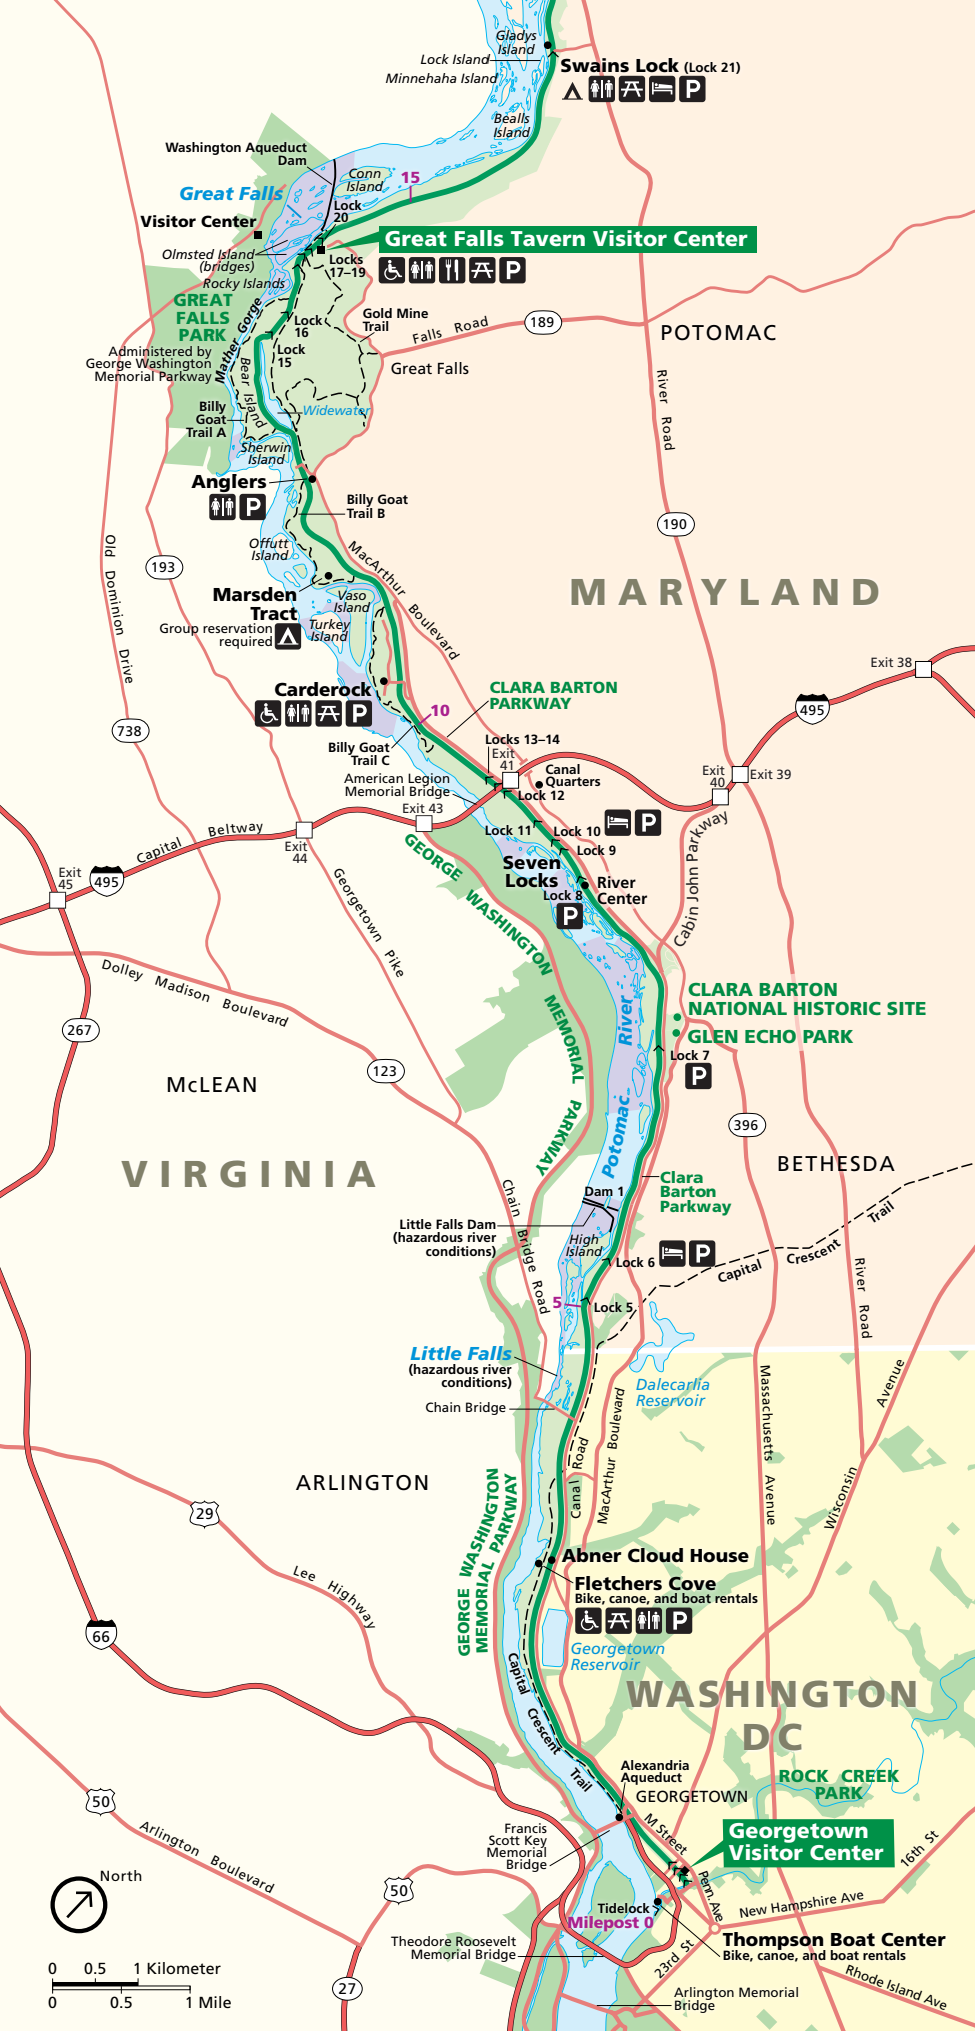 Gladys
Island
Lock Island
Minnehaha Island
Swains Lock (Lock 21)
P
Bealls
Island
Washington Aqueduct
Dam
Conn
Island
15
Great Falls
Lock
20
Visitor Center
Great Falls Tavern Visitor Center
P
Olmsted Island
(bridges)
Locks
17–19
Rocky Islands
GREAT
FALLS
PARK
Mather Gorge
Gold Mine
Trail
Falls Road
189
POTOMAC
Lock
16
Lock
15
Administered by
George Washington
Memorial Parkway
Great Falls
Bear Island
River Road
Billy
Goat
Trail A
Widewater
Sherwin
Island
Anglers
P
Billy Goat
Trail B
190
Offutt
Island
MacArthur Boulevard
Old Dominion Drive
193
MARYLAND
Marsden
Tract
Group reservation
required
Vaso
Island
Turkey
Island
Exit 38
Carderock
P
CLARA BARTON
PARKWAY
495
10
738
Billy Goat
Trail C
Locks 13–14
Exit
41
American Legion
Memorial Bridge
Canal
Quarters
Exit
40
Exit 39
Lock 12
Exit 43
Capital Beltway
Lock 11
Lock 10
P
Lock 9
Exit
44
Exit
45
495
Seven
Locks
Lock 8
P
River
Center
Cabin John Parkway
GEORGE WASHINGTON MEMORIAL PARKWAY
Georgetown Pike
Dolley Madison Boulevard
CLARA BARTON
NATIONAL HISTORIC SITE
GLEN ECHO PARK
Potomac River
267
Lock 7
P
123
McLEAN
396
BETHESDA
VIRGINIA
Clara
Barton
Parkway
Chain Bridge Road
Dam 1
Little Falls Dam
(hazardous river
conditions)
High
Island
Lock 6
P
Capital Crescent Trail
River Road
5
Lock 5
Little Falls
(hazardous river
conditions)
Dalecarlia
Reservoir
Chain Bridge
Massachusetts Avenue
Wisconsin Avenue
MacArthur Boulevard
Canal Road
ARLINGTON
GEORGE WASHINGTON
MEMORIAL PARKWAY
29
Lee Highway
Abner Cloud House
Fletchers Cove
Bike, canoe, and boat rentals
P
66
Georgetown
Reservoir
Capital Crescent Trail
WASHINGTON
DC
Alexandria
Aqueduct
ROCK CREEK
PARK
GEORGETOWN
50
M Street
Georgetown
Visitor Center
Francis
Scott Key
Memorial
Bridge
Arlington Boulevard
North
50
Penn. Ave
16th St
New Hampshire Ave
Tidelock
Milepost 0
Theodore Roosevelt
Memorial Bridge
Thompson Boat Center
Bike, canoe, and boat rentals
23rd St
0 0.5 1 Kilometer
0 0.5 1 Mile
27
Arlington Memorial
Bridge
Rhode Island Ave